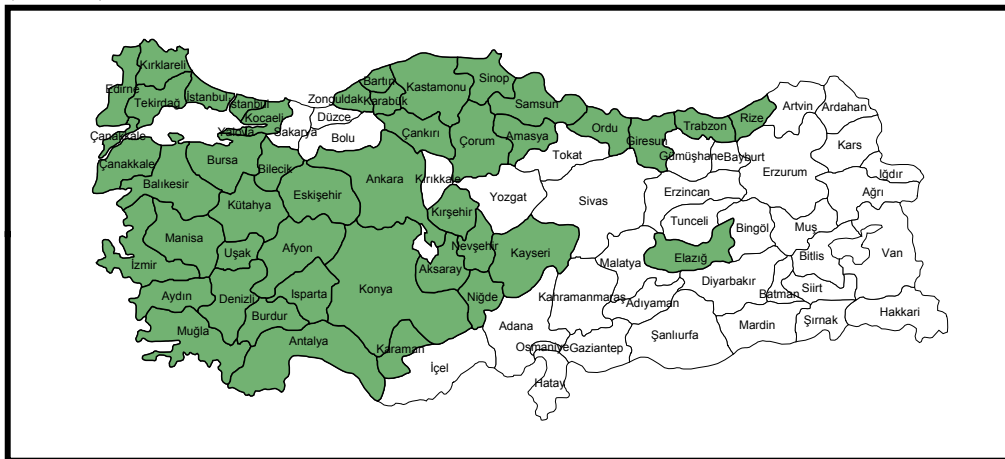 Kırklareli
Edirne
Tekirdağ
İstanbul
İstanbul
Kocaeli
Yalova
Sakarya
Düzce
Bolu
Zonguldak
Bartın
Karabük
Kastamonu
Sinop
Samsun
Çankırı
Çorum
Amasya
Ordu
Giresun
Trabzon
Rize
Artvin
Ardahan
Kars
Iğdır
Ağrı
Erzurum
Bayburt
Gümüşhane
Tokat
Çanakkale
Çanakkale
Balıkesir
Bursa
Bilecik
Eskişehir
Ankara
Kırıkkale
Yozgat
Sivas
Erzincan
Tunceli
Bingöl
Muş
Bitlis
Van
Kütahya
Manisa
Uşak
Afyon
Kırşehir
Nevşehir
Kayseri
Aksaray
Malatya
Elazığ
Diyarbakır
Batman
Siirt
Şırnak
Hakkari
Mardin
Şanlıurfa
Adıyaman
Kahramanmaraş
İzmir
Aydın
Denizli
Isparta
Burdur
Konya
Niğde
Muğla
Antalya
Karaman
İçel
Adana
Osmaniye
Gaziantep
Hatay